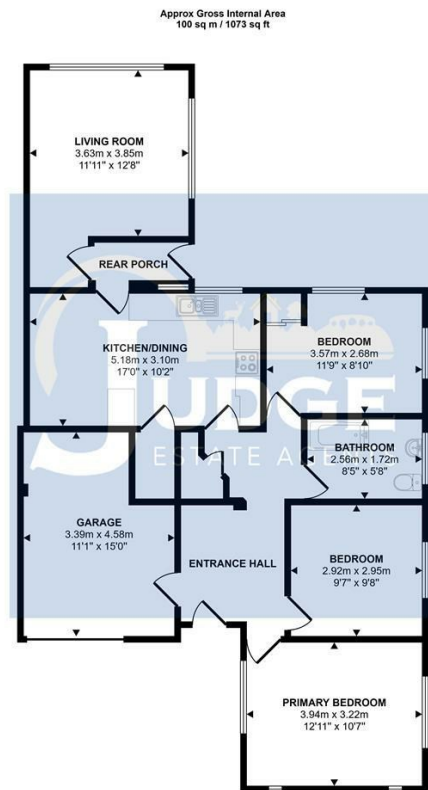 Approx Gross Internal Area
100 sq m / 1073 sq ft
LIVING ROOM
3.63m x 3.85m
11'11" x 12'8"
REAR PORCH
KITCHEN/DINING
5.18m x 3.10m
17'0" x 10'2"
BEDROOM
3.57m x 2.68m
11'9" x 8'10"
JUDGE
ESTATE AGE
BATHROOM
2.56m x 1.72m
8'5" x 5'8"
GARAGE
3.39m x 4.58m
11'1" x 15'0"
ENTRANCE HALL
BEDROOM
2.92m x 2.95m
9'7" x 9'8"
PRIMARY BEDROOM
3.94m x 3.22m
12'11" x 10'7"